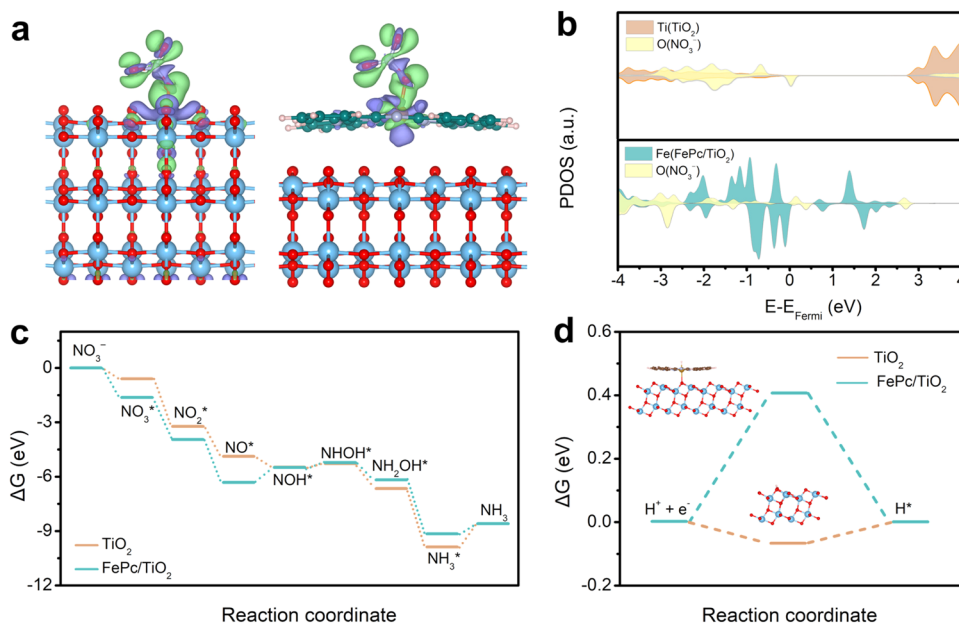 a
b
Ti(TiO₂)
O(NO₃⁻)
Fe(FePc/TiO₂)
O(NO₃⁻)
PDOS (a.u.)
-4 -3 -2 -1 0 1 2 3 4
E-E_Fermi (eV)
c
NO₃⁻
NO₃*
NO₂*
NO*
NOH*
NHOH*
NH₂OH*
NH₃*
NH₃
TiO₂
FePc/TiO₂
0
-3
-6
-9
-12
ΔG (eV)
Reaction coordinate
d
TiO₂
FePc/TiO₂
H⁺ + e⁻
H*
0.6
0.4
0.2
0.0
-0.2
ΔG (eV)
Reaction coordinate